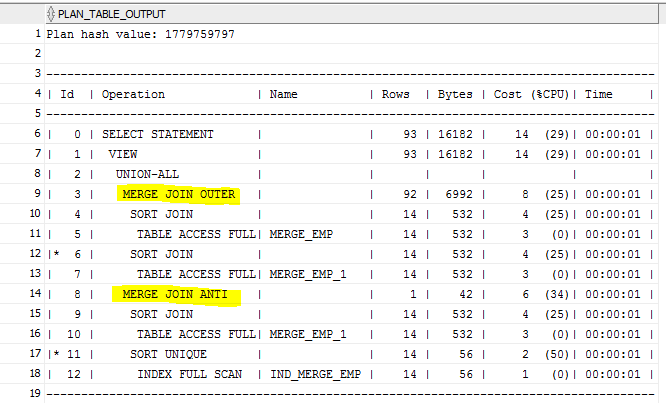 PLAN_TABLE_OUTPUT
1 Plan hash value: 1779759797
2
3 --------------------------------------------------------------------------------------
4 | Id  | Operation            | Name          | Rows  | Bytes | Cost (%CPU)| Time     |
5 --------------------------------------------------------------------------------------
6 |   0 | SELECT STATEMENT     |               |    93 | 16182 |    14  (29)| 00:00:01 |
7 |   1 |  VIEW                |               |    93 | 16182 |    14  (29)| 00:00:01 |
8 |   2 |   UNION-ALL          |               |       |       |            |          |
9 |   3 |    MERGE JOIN OUTER  |               |    92 |  6992 |     8  (25)| 00:00:01 |
10 |   4 |     SORT JOIN        |               |    14 |   532 |     4  (25)| 00:00:01 |
11 |   5 |      TABLE ACCESS FULL| MERGE_EMP     |    14 |   532 |     3   (0)| 00:00:01 |
12 |*  6 |     SORT JOIN        |               |    14 |   532 |     4  (25)| 00:00:01 |
13 |   7 |      TABLE ACCESS FULL| MERGE_EMP_1   |    14 |   532 |     3   (0)| 00:00:01 |
14 |   8 |    MERGE JOIN ANTI   |               |     1 |    42 |     6  (34)| 00:00:01 |
15 |   9 |     SORT JOIN        |               |    14 |   532 |     4  (25)| 00:00:01 |
16 |  10 |      TABLE ACCESS FULL| MERGE_EMP_1   |    14 |   532 |     3   (0)| 00:00:01 |
17 |* 11 |     SORT UNIQUE      |               |    14 |    56 |     2  (50)| 00:00:01 |
18 |  12 |      INDEX FULL SCAN | IND_MERGE_EMP |    14 |    56 |     1   (0)| 00:00:01 |
19 --------------------------------------------------------------------------------------